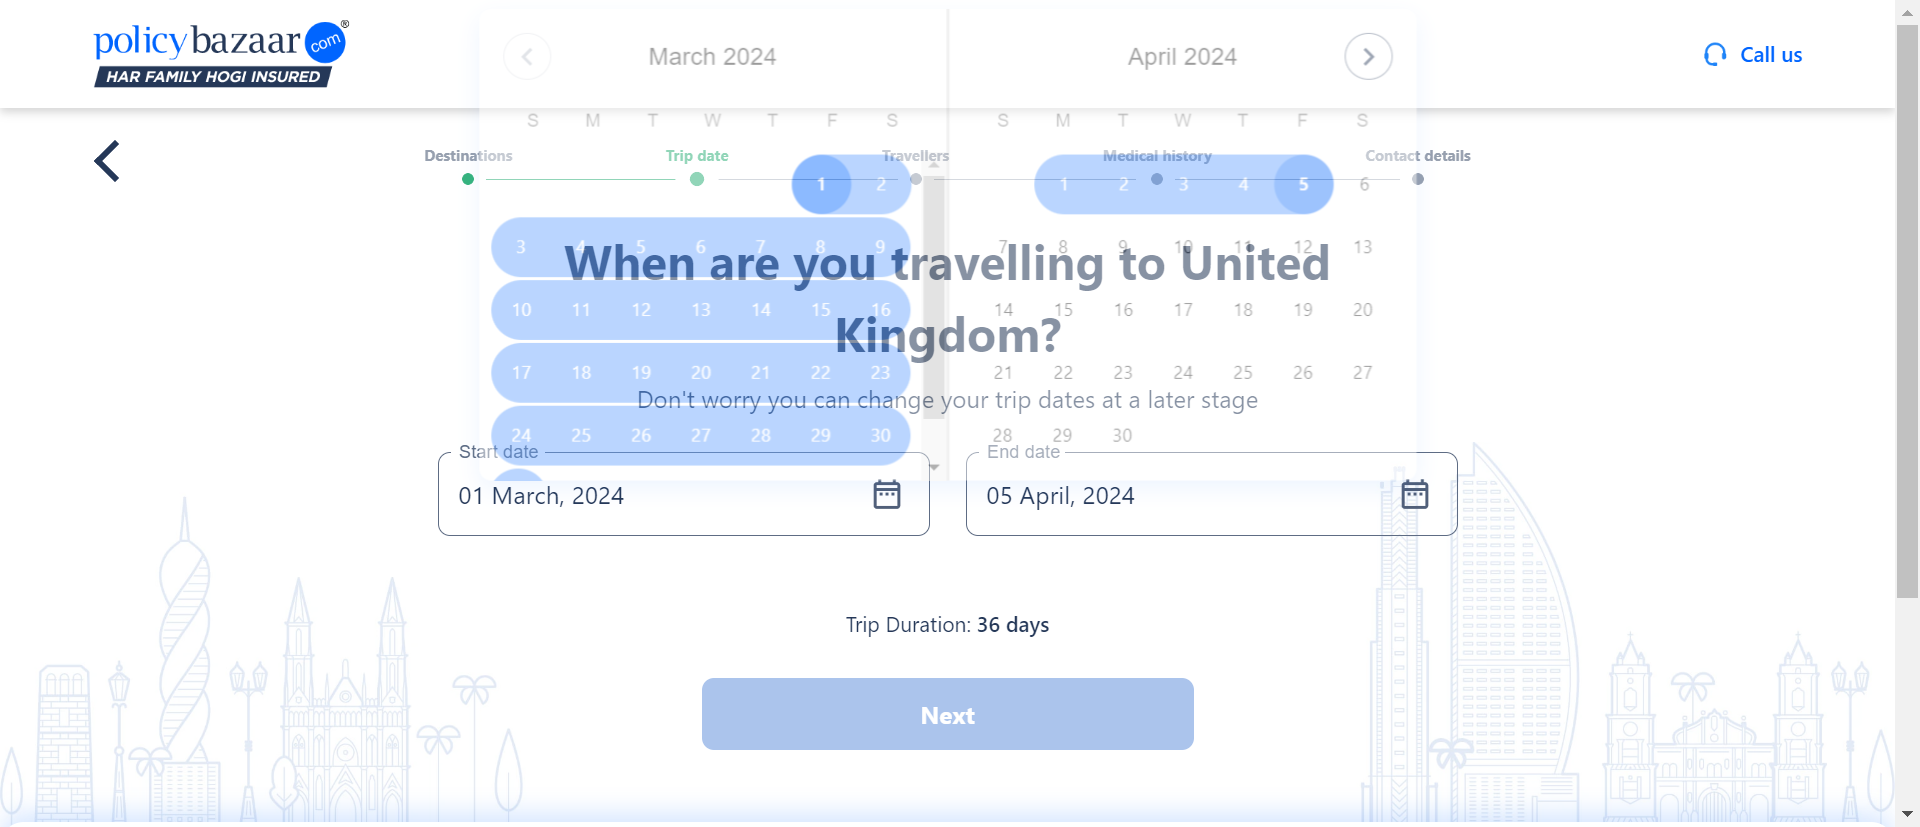 policybazaar.com®
HAR FAMILY HOGI INSURED
Call us
March 2024
April 2024
S M T W T F S
S M T W T F S
Destinations
Trip date
Travellers
Medical history
Contact details
1 2
1 2 3 4 5 6
3 4 5 6 7 8 9
7 8 9 10 11 12 13
When are you travelling to United
Kingdom?
10 11 12 13 14 15 16
14 15 16 17 18 19 20
17 18 19 20 21 22 23
21 22 23 24 25 26 27
Don't worry you can change your trip dates at a later stage
24 25 26 27 28 29 30
28 29 30
Start date
01 March, 2024
End date
05 April, 2024
Trip Duration: 36 days
Next